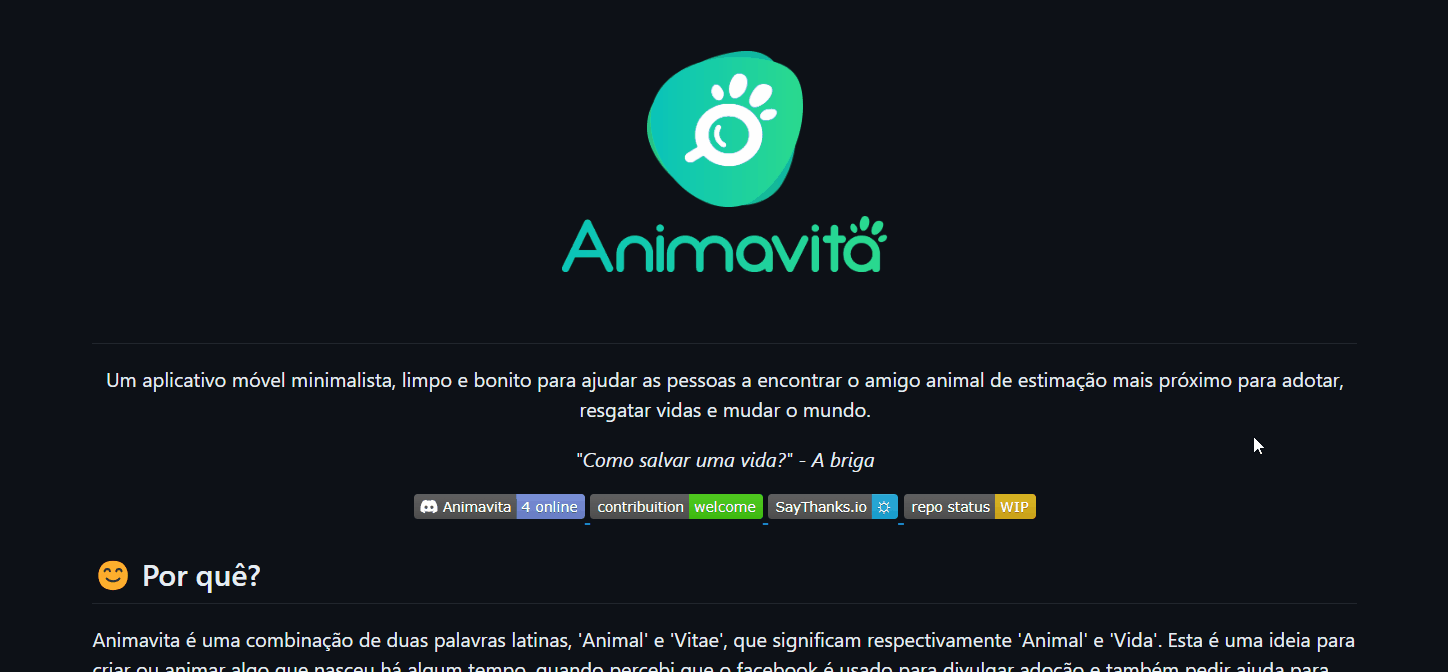 Animavita
Um aplicativo móvel minimalista, limpo e bonito para ajudar as pessoas a encontrar o amigo animal de estimação mais próximo para adotar,
resgatar vidas e mudar o mundo.
"Como salvar uma vida?" - A briga
Animavita 4 online contribuition welcome SayThanks.io repo status WIP
😊 Por quê?
Animavita é uma combinação de duas palavras latinas, 'Animal' e 'Vitae', que significam respectivamente 'Animal' e 'Vida'. Esta é uma ideia para
criar ou animar algo que nasceu há algum tempo, quando percebi que o facebook é usado para divulgar adoção e também pedir ajuda para